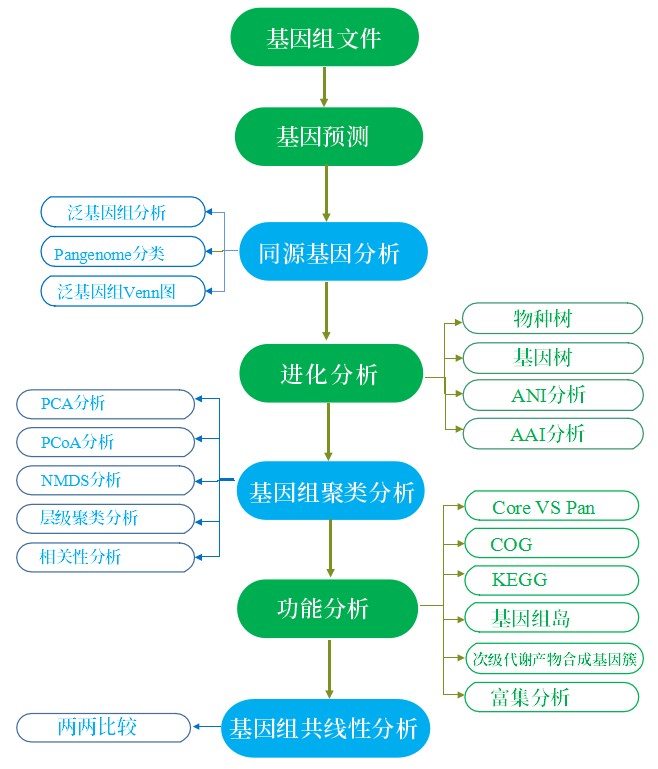 基因组文件
基因预测
同源基因分析
泛基因组分析
Pangenome分类
泛基因组Venn图
进化分析
物种树
基因树
ANI分析
AAI分析
基因组聚类分析
PCA分析
PCoA分析
NMDS分析
层级聚类分析
相关性分析
功能分析
Core VS Pan
COG
KEGG
基因组岛
次级代谢产物合成基因簇
富集分析
基因组共线性分析
两两比较